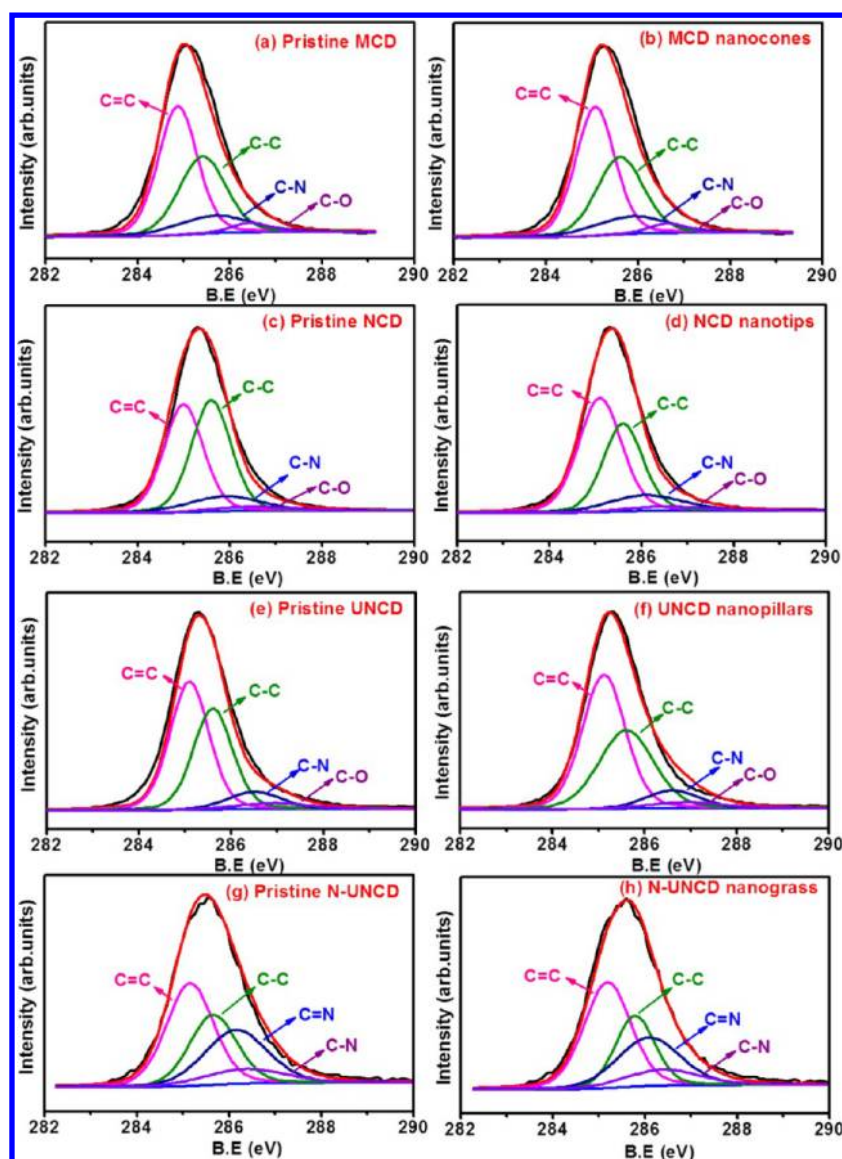 (a) Pristine MCD
C=C
C-C
C-N
C-O
Intensity (arb.units)
282 284 286 288 290
B.E (eV)
(b) MCD nanocones
C=C
C-C
C-N
C-O
Intensity (arb.units)
282 284 286 288 290
B.E (eV)
(c) Pristine NCD
C=C
C-C
C-N
C-O
Intensity (arb.units)
282 284 286 288 290
B.E (eV)
(d) NCD nanotips
C=C
C-C
C-N
C-O
Intensity (arb.units)
282 284 286 288 290
B.E (eV)
(e) Pristine UNCD
C=C
C-C
C-N
C-O
Intensity (arb.units)
282 284 286 288 290
B.E (eV)
(f) UNCD nanopillars
C=C
C-C
C-N
C-O
Intensity (arb.units)
282 284 286 288 290
B.E (eV)
(g) Pristine N-UNCD
C=C
C-C
C=N
C-N
Intensity (arb.units)
282 284 286 288 290
B.E (eV)
(h) N-UNCD nanograss
C=C
C-C
C=N
C-N
Intensity (arb.units)
282 284 286 288 290
B.E (eV)